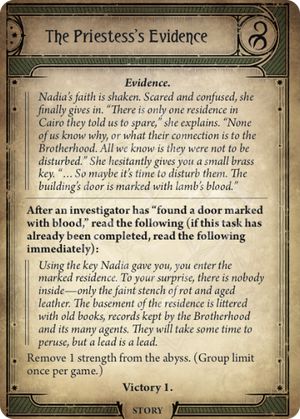 The Priestess's Evidence
Evidence.
Nadia's faith is shaken. Scared and confused, she
finally gives in. "There is only one residence in
Cairo they told us to spare," she explains. "None
of us know why, or what their connection is to the
Brotherhood. All we know is they were not to be
disturbed." She hesitantly gives you a small brass
key. "… So maybe it's time to disturb them. The
building's door is marked with lamb's blood."
After an investigator has "found a door marked
with blood," read the following (if this task has
already been completed, read the following
immediately):
Using the key Nadia gave you, you enter the
marked residence. To your surprise, there is nobody
inside—only the faint stench of rot and aged
leather. The basement of the residence is littered
with old books, records kept by the Brotherhood
and its many agents. They will take some time to
peruse, but a lead is a lead.
Remove 1 strength from the abyss. (Group limit
once per game.)
Victory 1.
STORY